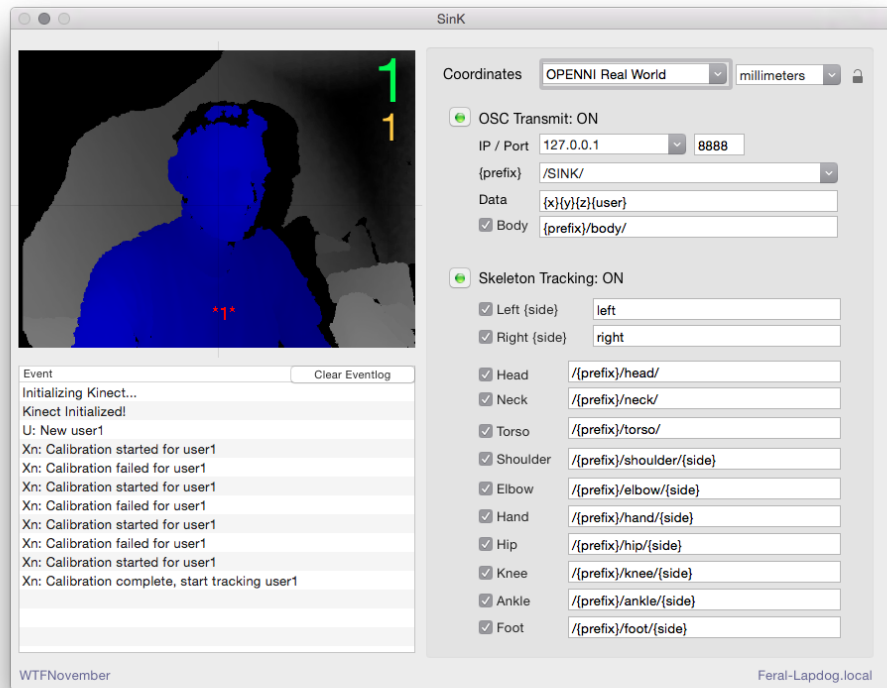 SinK
1
1
*1*
Event Clear Eventlog
Initializing Kinect...
Kinect Initialized!
U: New user1
Xn: Calibration started for user1
Xn: Calibration failed for user1
Xn: Calibration started for user1
Xn: Calibration failed for user1
Xn: Calibration started for user1
Xn: Calibration failed for user1
Xn: Calibration started for user1
Xn: Calibration complete, start tracking user1
Coordinates OPENNI Real World millimeters
OSC Transmit: ON
IP / Port 127.0.0.1 8888
{prefix} /SINK/
Data {x}{y}{z}{user}
Body {prefix}/body/
Skeleton Tracking: ON
Left {side} left
Right {side} right
Head /{prefix}/head/
Neck /{prefix}/neck/
Torso /{prefix}/torso/
Shoulder /{prefix}/shoulder/{side}
Elbow /{prefix}/elbow/{side}
Hand /{prefix}/hand/{side}
Hip /{prefix}/hip/{side}
Knee /{prefix}/knee/{side}
Ankle /{prefix}/ankle/{side}
Foot /{prefix}/foot/{side}
WTFNovember Feral-Lapdog.local